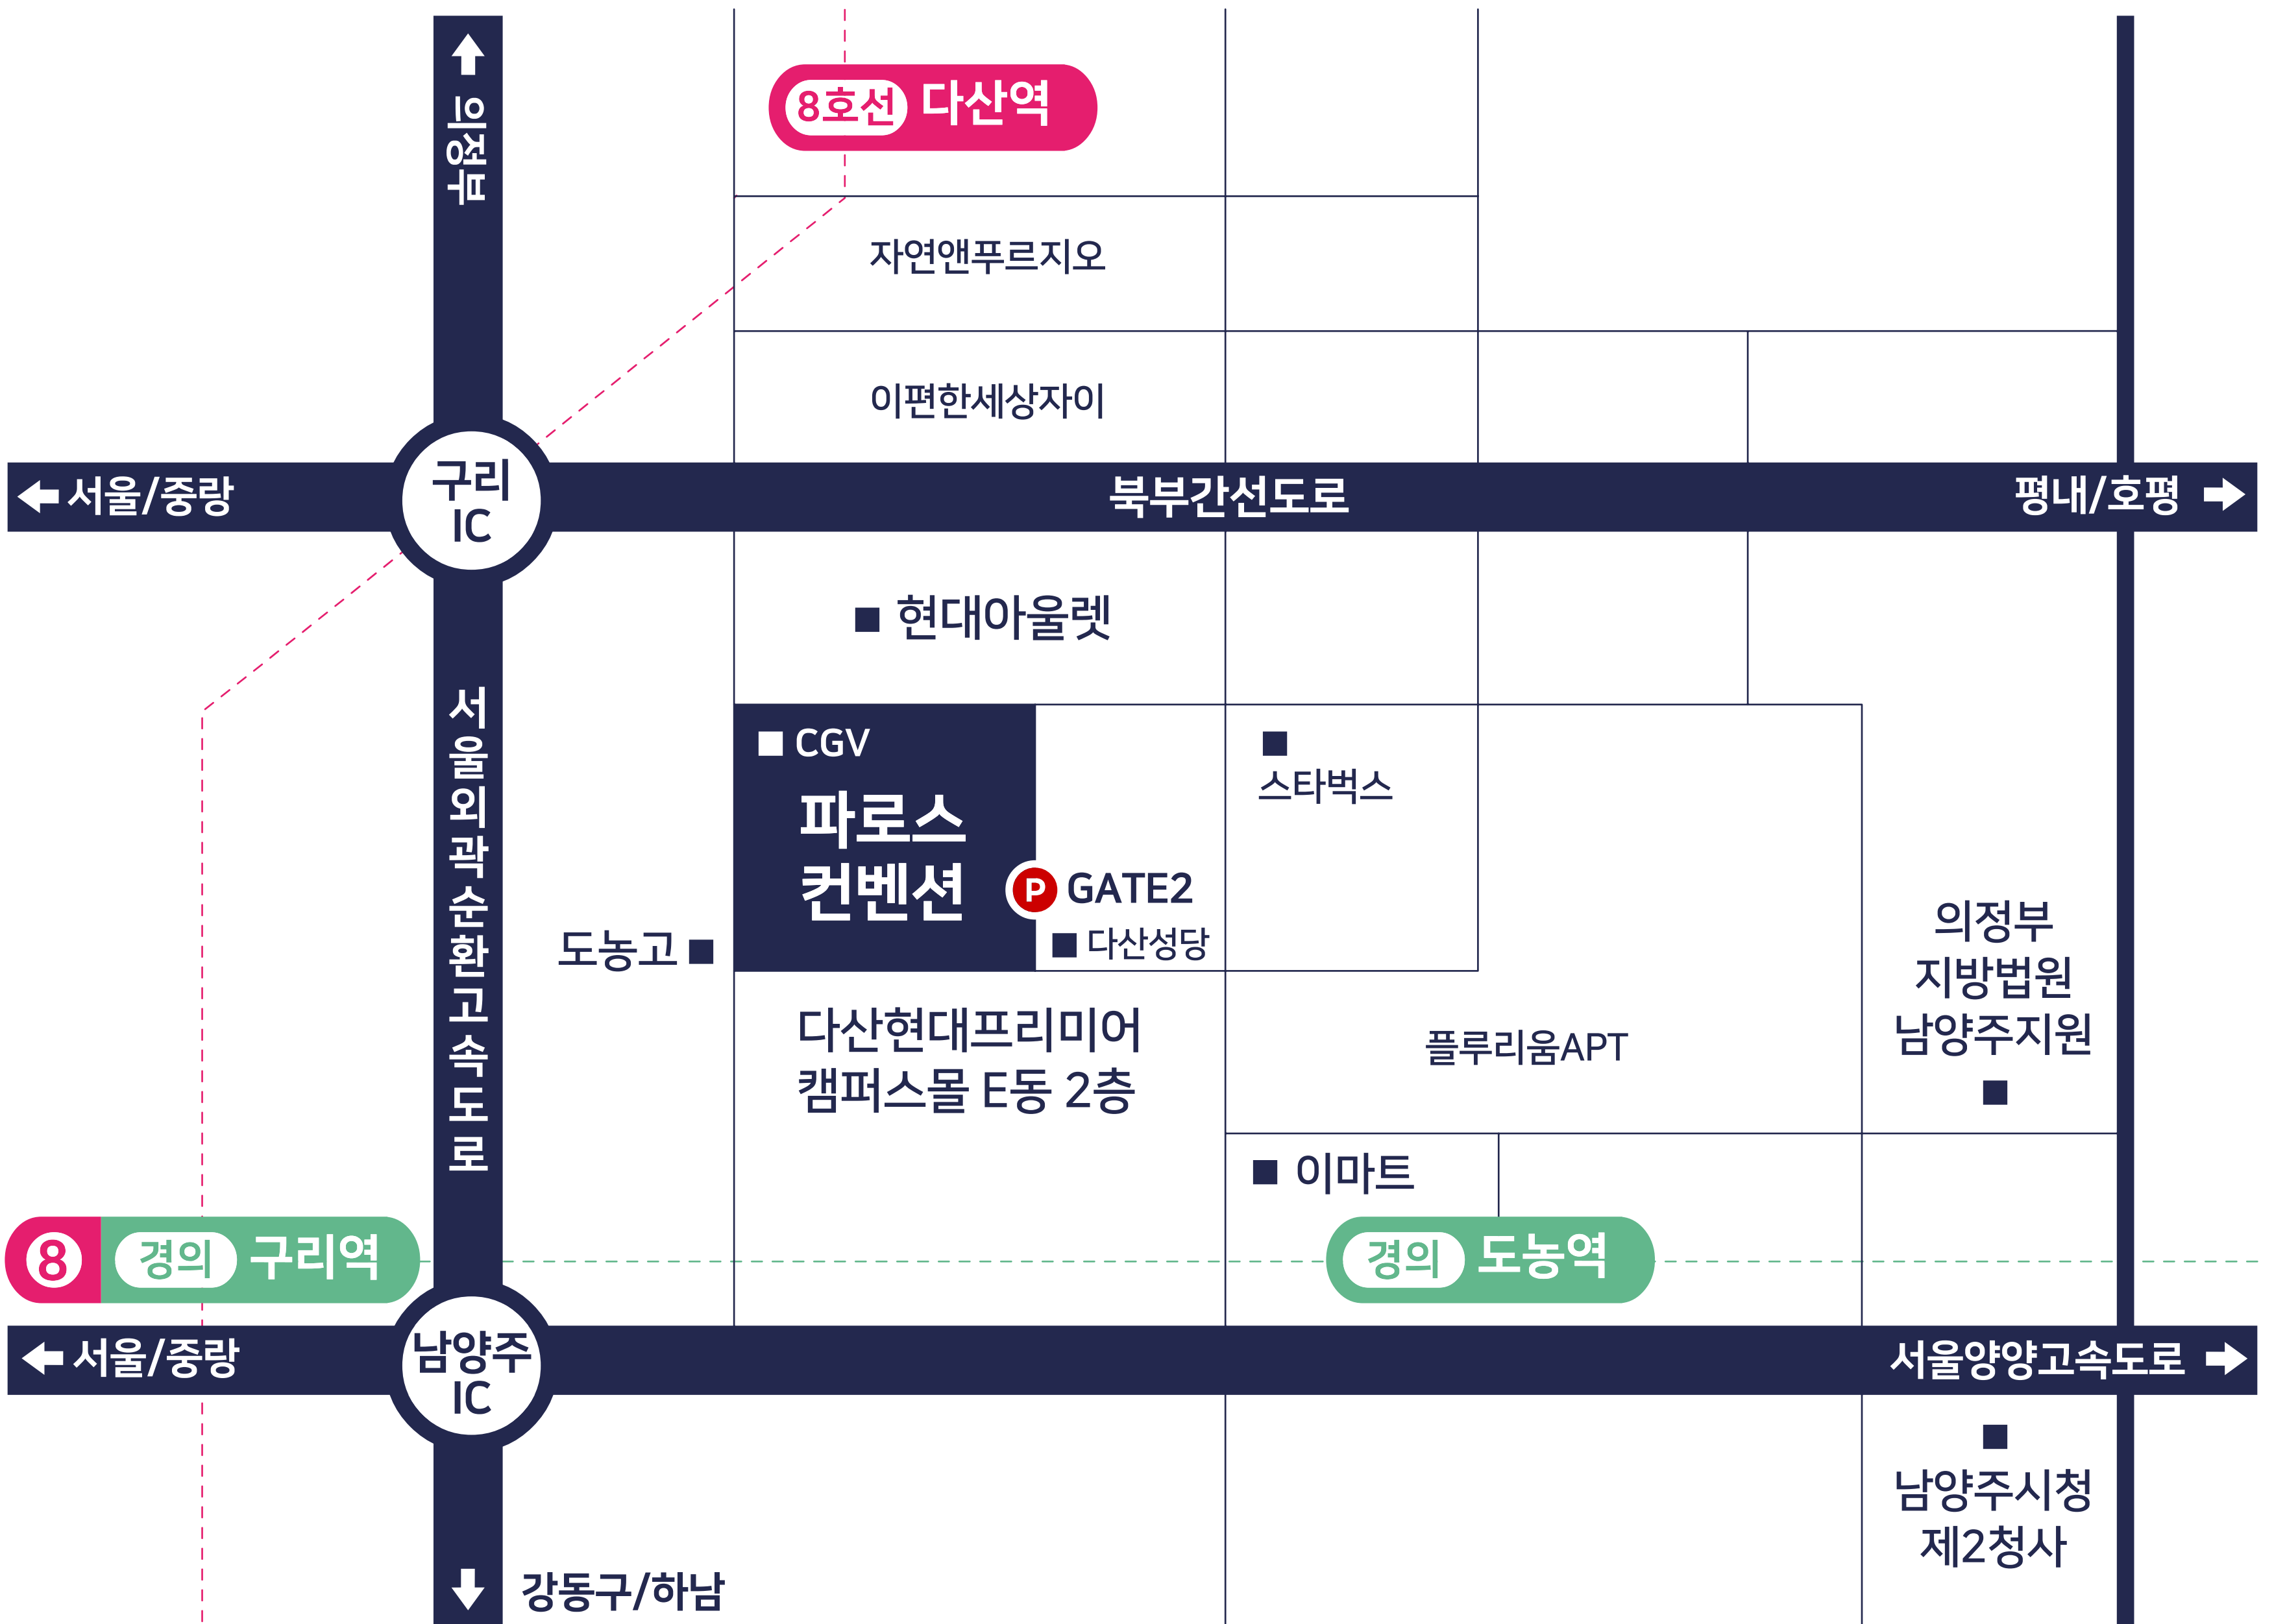 의정부
8호선 다산역
자연앤푸르지오
이편한세상자이
서울/중랑
구리
IC
북부간선도로
평내/호평
현대아울렛
서울외곽순환고속도로
CGV
파로스
컨벤션
P GATE2
다산성당
스타벅스
도농고
다산현대프리미어
캠퍼스몰 E동 2층
플루리움APT
의정부
지방법원
남양주지원
이마트
8 경의 구리역
경의 도농역
서울/중랑
남양주
IC
서울양양고속도로
남양주시청
제2청사
강동구/하남